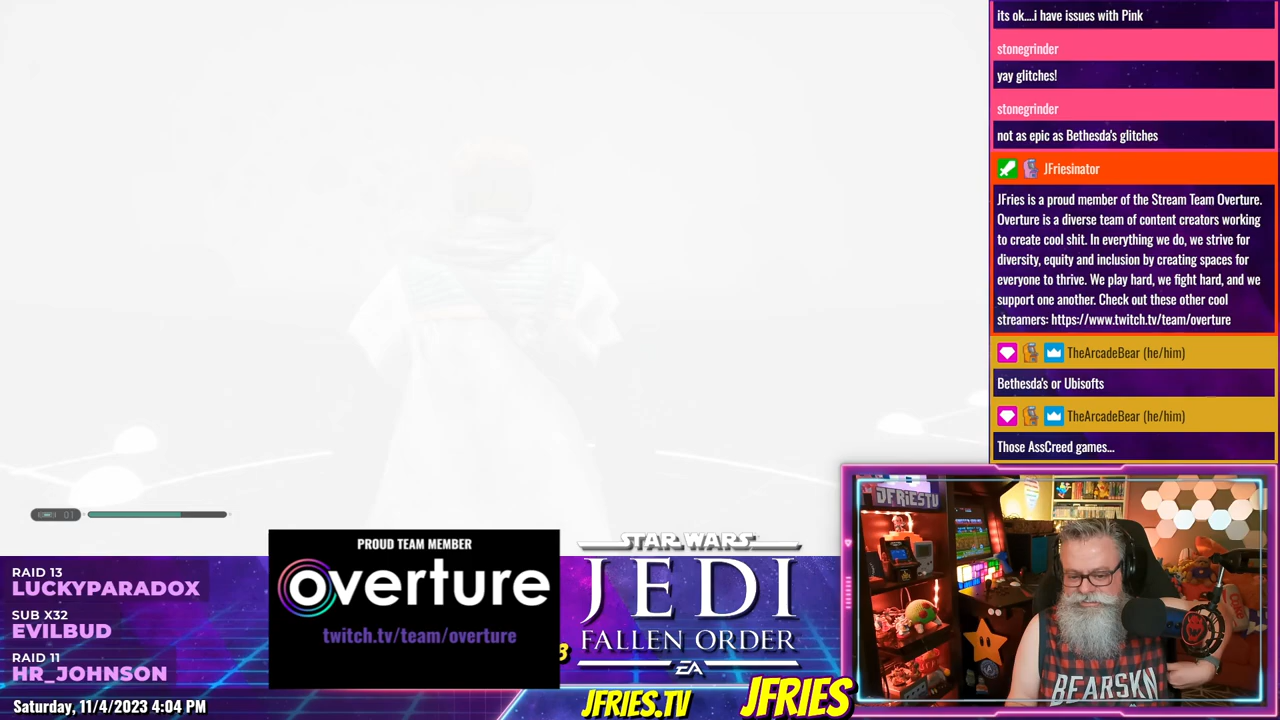 its ok....i have issues with Pink
stonegrinder
yay glitches!
stonegrinder
not as epic as Bethesda's glitches
JFriesinator
JFries is a proud member of the Stream Team Overture.
Overture is a diverse team of content creators working
to create cool shit. In everything we do, we strive for
diversity, equity and inclusion by creating spaces for
everyone to thrive. We play hard, we fight hard, and we
support one another. Check out these other cool
streamers: https://www.twitch.tv/team/overture
TheArcadeBear (he/him)
Bethesda's or Ubisofts
TheArcadeBear (he/him)
Those AssCreed games...
01
RAID 13
LUCKYPARADOX
SUB X32
EVILBUD
RAID 11
HR_JOHNSON
Saturday, 11/4/2023 4:04 PM
PROUD TEAM MEMBER
overture
twitch.tv/team/overture
3
STAR WARS
JEDI
FALLEN ORDER
EA
JFRIES.TV
JFRIES
DFRIESTV
BEARSKN